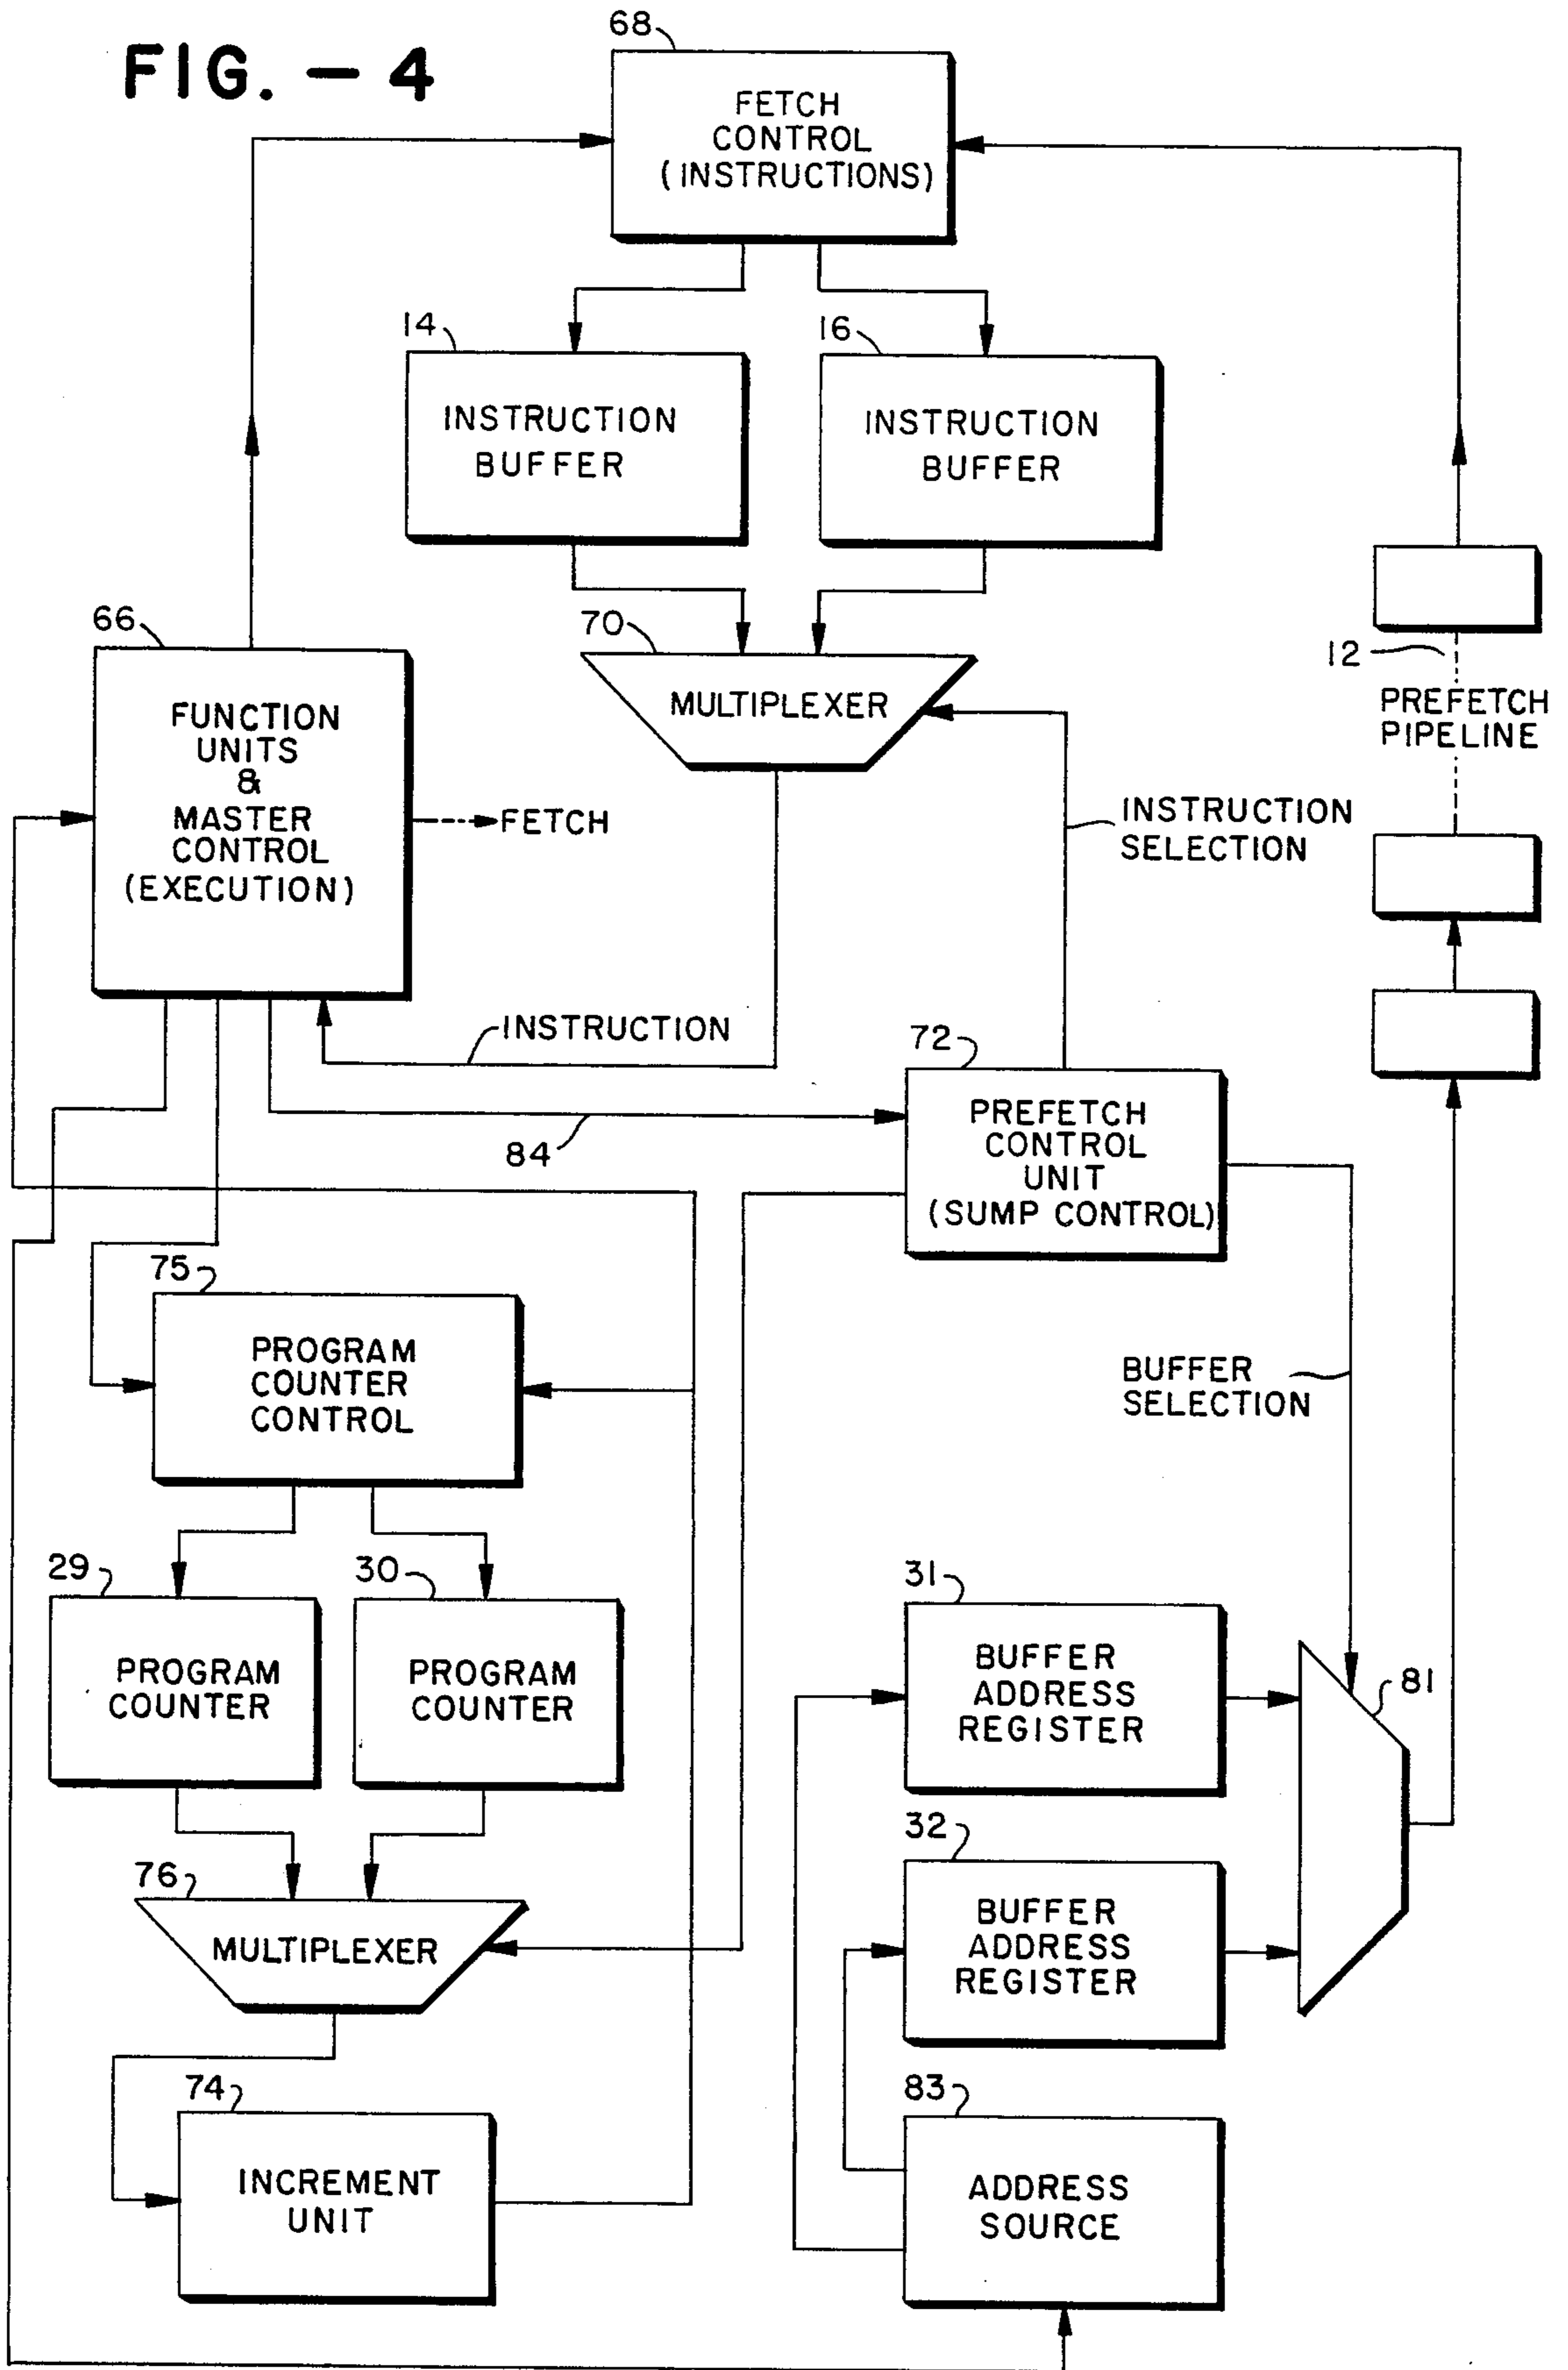 FIG. - 4
68
FETCH
CONTROL
(INSTRUCTIONS)
14
INSTRUCTION
BUFFER
16
INSTRUCTION
BUFFER
66
FUNCTION
UNITS
&
MASTER
CONTROL
(EXECUTION)
FETCH
70
MULTIPLEXER
12
PREFETCH
PIPELINE
INSTRUCTION
SELECTION
INSTRUCTION
72
PREFETCH
CONTROL
UNIT
(SUMP CONTROL)
84
75
PROGRAM
COUNTER
CONTROL
BUFFER
SELECTION
29
PROGRAM
COUNTER
30
PROGRAM
COUNTER
31
BUFFER
ADDRESS
REGISTER
81
32
BUFFER
ADDRESS
REGISTER
76
MULTIPLEXER
74
INCREMENT
UNIT
83
ADDRESS
SOURCE